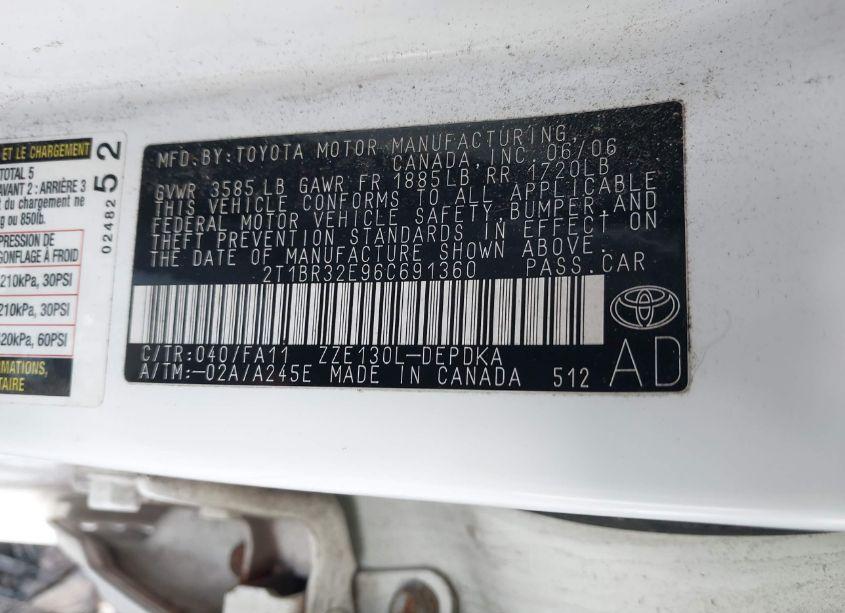 ET LE CHARGEMENT
TOTAL 5
AVANT 2 : ARRIÈRE 3
du chargement ne
ou 850lb.
PRESSION DE
GONFLAGE À FROID
210kPa, 30PSI
210kPa, 30PSI
420kPa, 60PSI
02482 52
MFD.BY:TOYOTA MOTOR MANUFACTURING,
CANADA, INC. 06/06
GVWR 3585 LB GAWR FR 1885LB RR 1720LB
THIS VEHICLE CONFORMS TO ALL APPLICABLE
FEDERAL MOTOR VEHICLE SAFETY,BUMPER,AND
THEFT PREVENTION STANDARDS IN EFFECT ON
THE DATE OF MANUFACTURE SHOWN ABOVE.
2T1BR32E96C691360 PASS.CAR
C/TR:040/FA11 ZZE130L-DEPDKA
A/TM:-02A/A245E MADE IN CANADA 512
AD